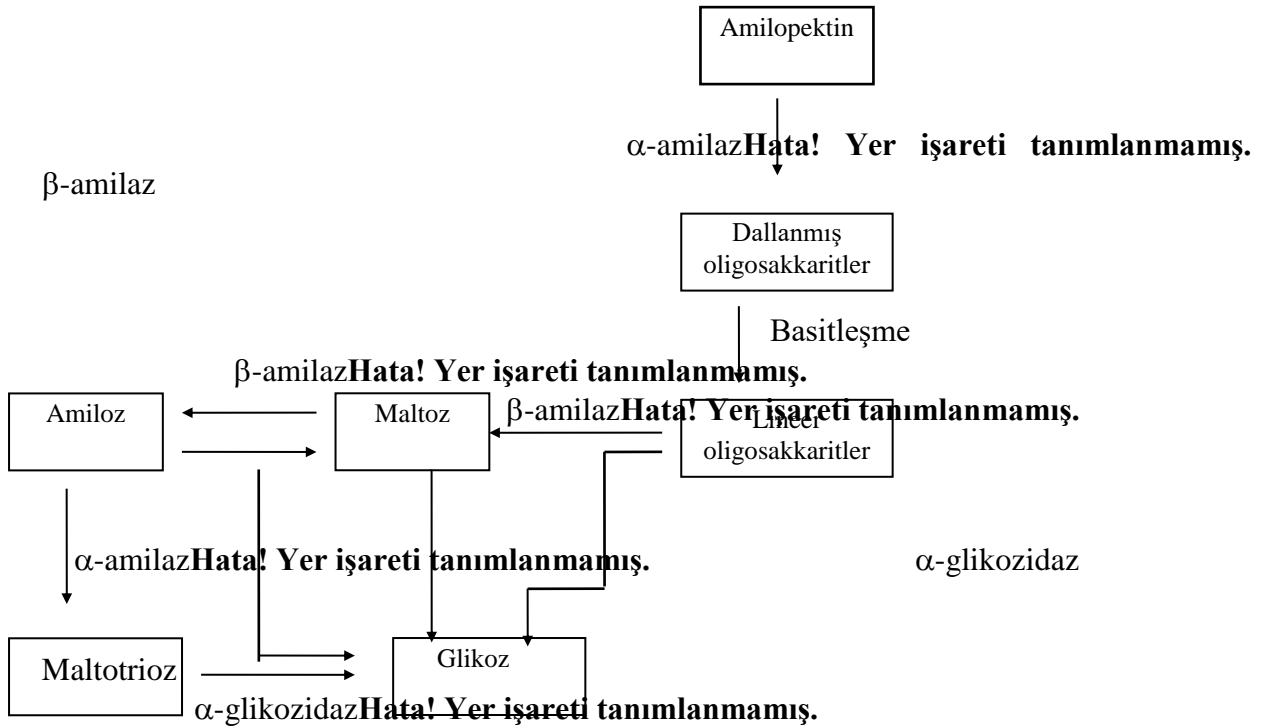 Amilopektin
α-amilazHata! Yer işareti tanımlanmamış.
β-amilaz
Dallanmış
oligosakkaritler
Basitleşme
β-amilazHata! Yer işareti tanımlanmamış.
Amiloz
Maltoz
β-amilazHata! Yer işareti tanımlanmamış.
Lineer
oligosakkaritler
α-amilazHata! Yer işareti tanımlanmamış.
α-glikozidaz
Maltotrioz
Glikoz
α-glikozidazHata! Yer işareti tanımlanmamış.